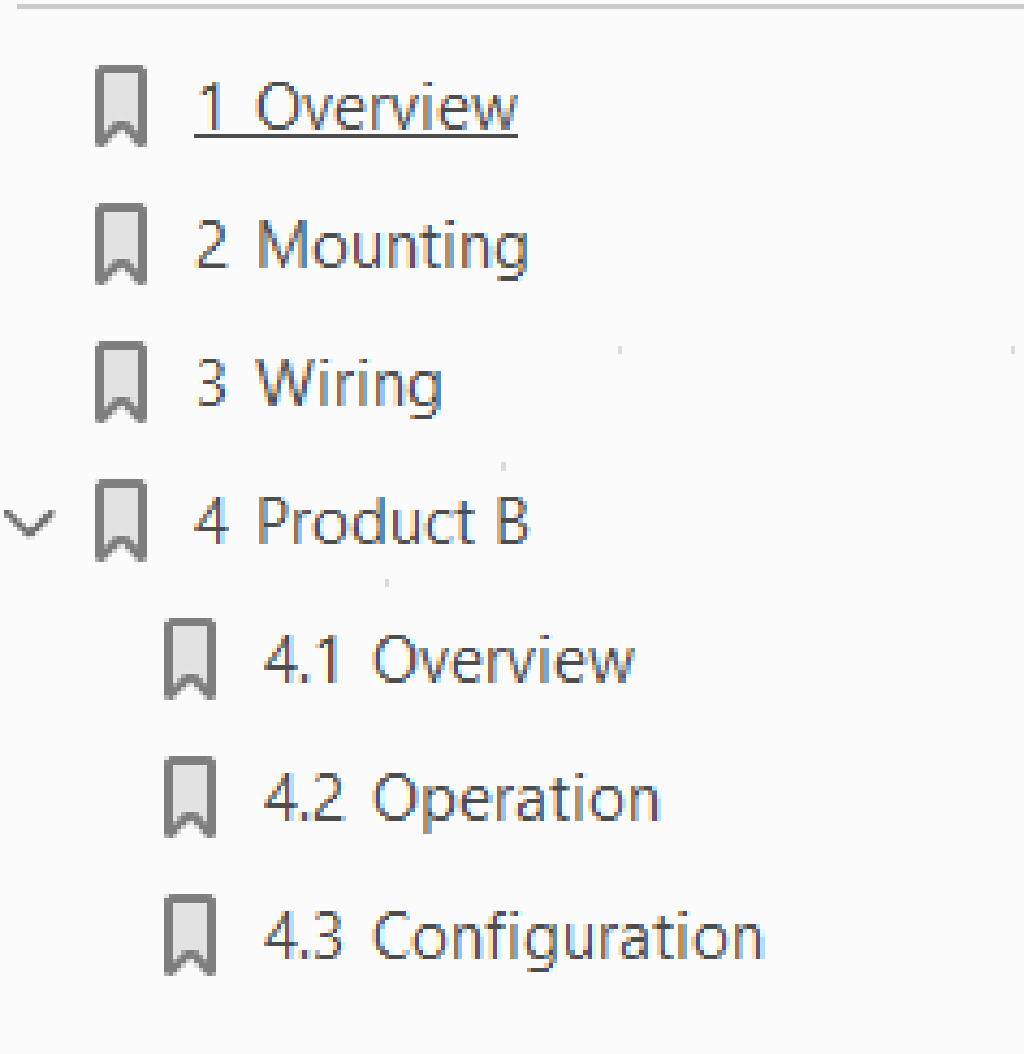 1 Overview
2 Mounting
3 Wiring
4 Product B
4.1 Overview
4.2 Operation
4.3 Configuration